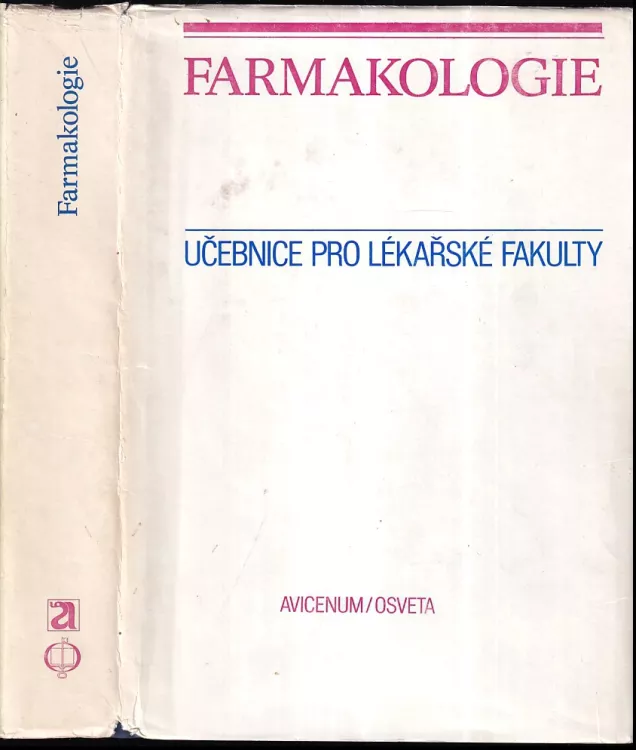 Farmakologie
FARMAKOLOGIE
UČEBNICE PRO LÉKAŘSKÉ FAKULTY
AVICENUM/OSVETA
a